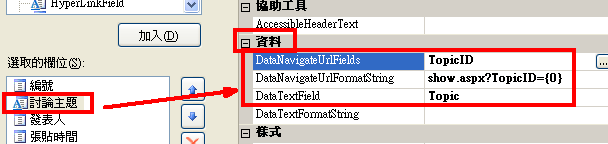 HyperLinkField
加入(D)
選取的欄位(S):
編號
討論主題
發表人
張貼時間
協助工具
AccessibleHeaderText
資料
DataNavigateUrlFields TopicID ...
DataNavigateUrlFormatString show.aspx?TopicID={0}
DataTextField Topic
DataTextFormatString
樣式